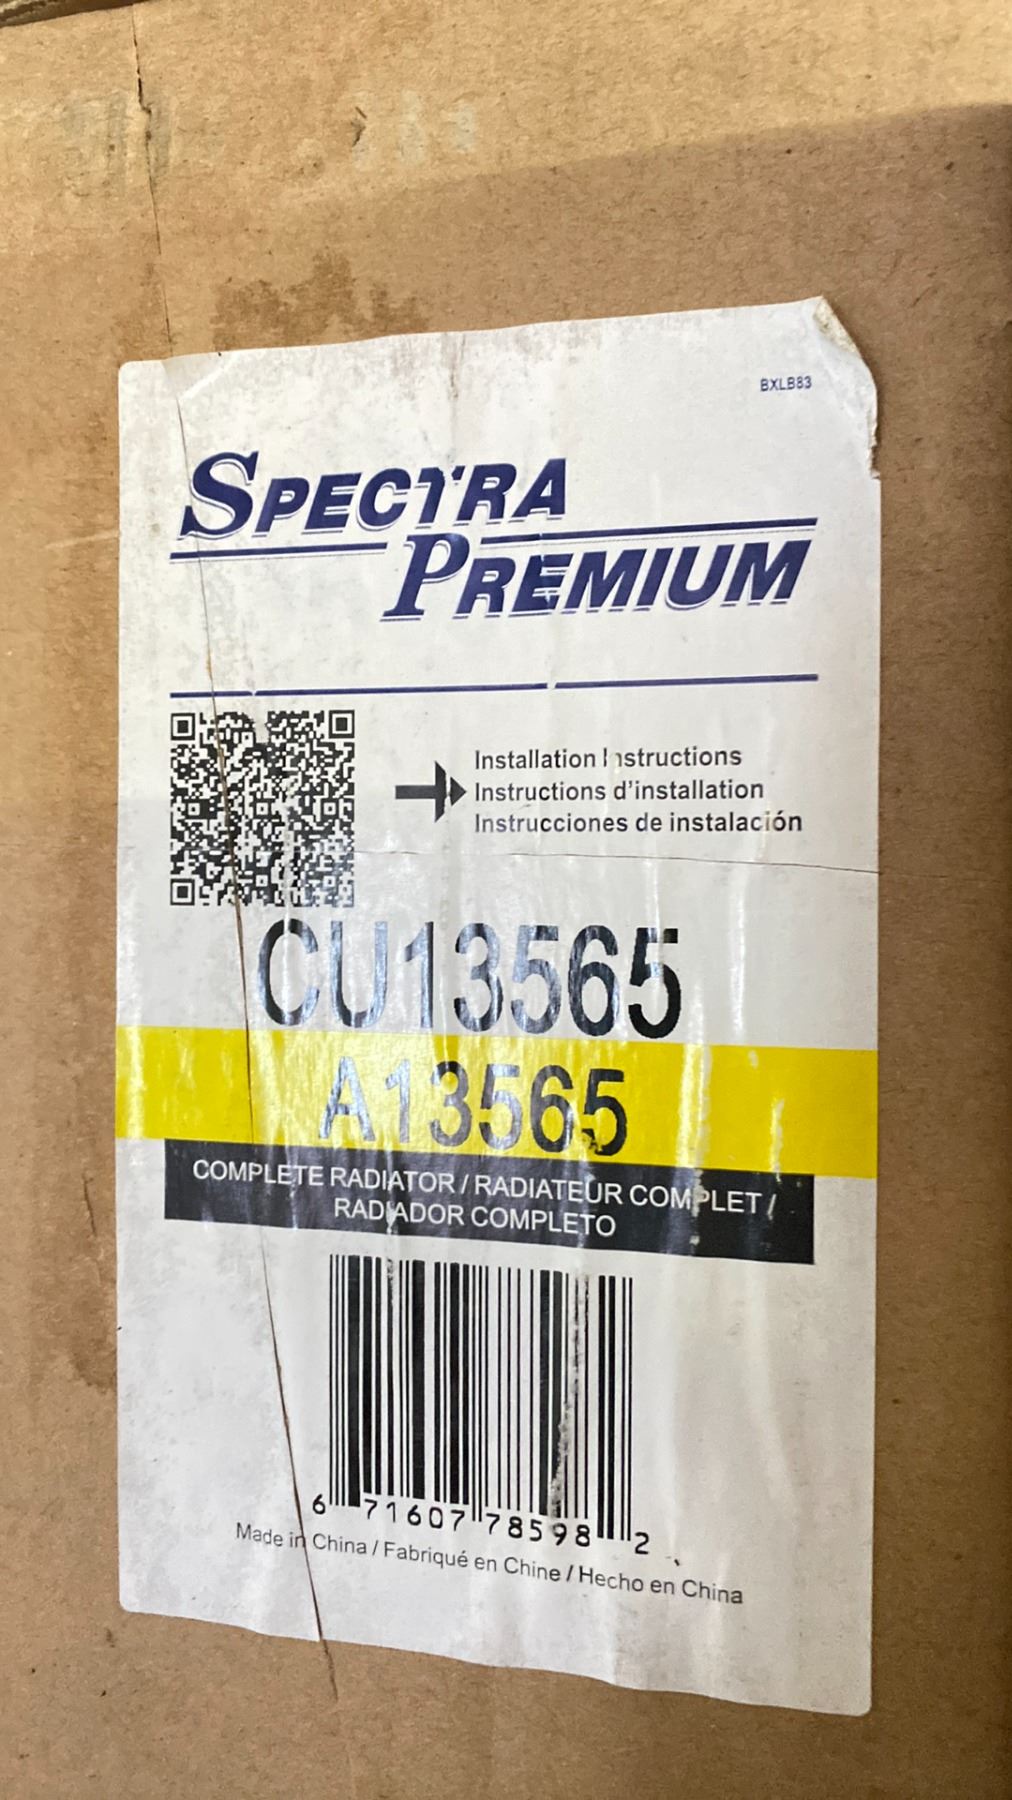 BXLB83
SPECTRA
PREMIUM
Installation Instructions
Instructions d'installation
Instrucciones de instalación
CU13565
A13565
COMPLETE RADIATOR / RADIATEUR COMPLET /
RADIADOR COMPLETO
6 71607 78598 2
Made in China / Fabriqué en Chine / Hecho en China